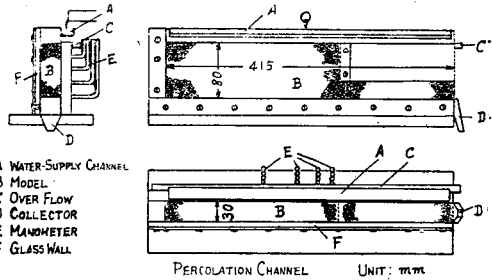 A
C
B
E
F
D
A
C
415
80
B
D
E
A
C
30
B
D
F
A WATER-SUPPLY CHANNEL
B MODEL
C OVER FLOW
D COLLECTOR
E MANOMETER
F GLASS WALL
PERCOLATION CHANNEL UNIT: mm